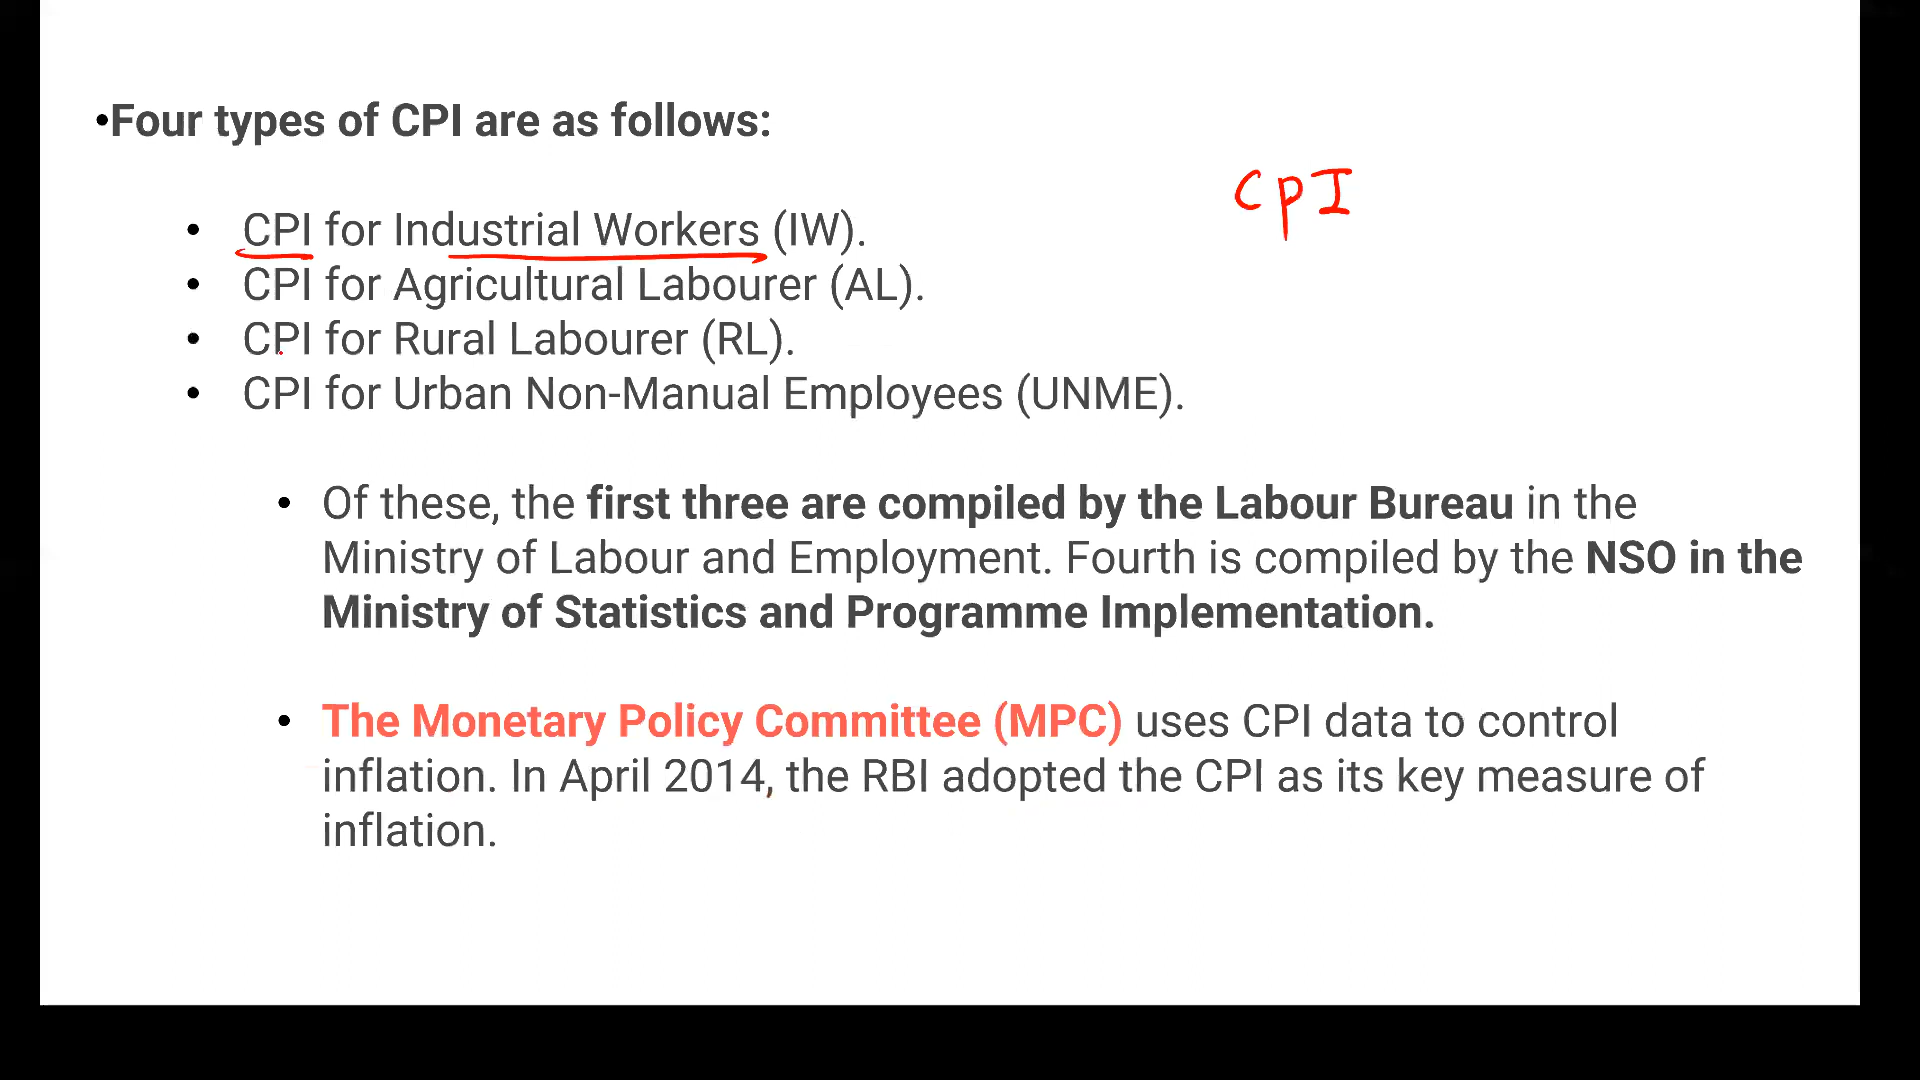 •Four types of CPI are as follows:
CPI
• CPI for Industrial Workers (IW).
• CPI for Agricultural Labourer (AL).
• CPI for Rural Labourer (RL).
• CPI for Urban Non-Manual Employees (UNME).
• Of these, the first three are compiled by the Labour Bureau in the
Ministry of Labour and Employment. Fourth is compiled by the NSO in the
Ministry of Statistics and Programme Implementation.
• The Monetary Policy Committee (MPC) uses CPI data to control
inflation. In April 2014, the RBI adopted the CPI as its key measure of
inflation.